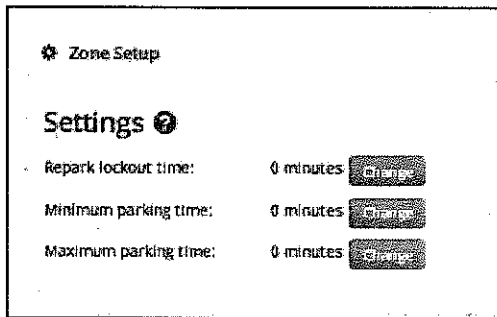 Zone Setup
Settings ?
Repark lockout time: 0 minutes Change
Minimum parking time: 0 minutes Change
Maximum parking time: 0 minutes Change